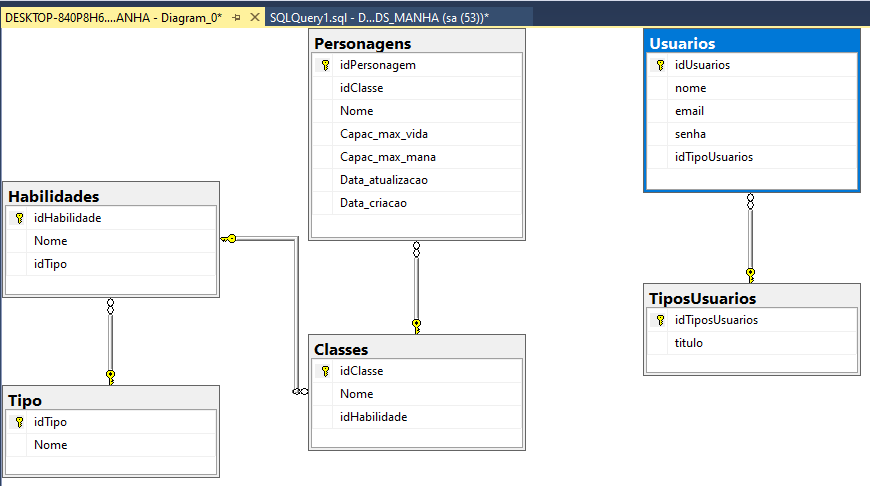 DESKTOP-840P8H6....ANHA - Diagram_0*
SQLQuery1.sql - D...DS_MANHA (sa (53))*
Personagens
idPersonagem
idClasse
Nome
Capac_max_vida
Capac_max_mana
Data_atualizacao
Data_criacao
Usuarios
idUsuarios
nome
email
senha
idTipoUsuarios
Habilidades
idHabilidade
Nome
idTipo
TiposUsuarios
idTiposUsuarios
titulo
Classes
idClasse
Nome
idHabilidade
Tipo
idTipo
Nome